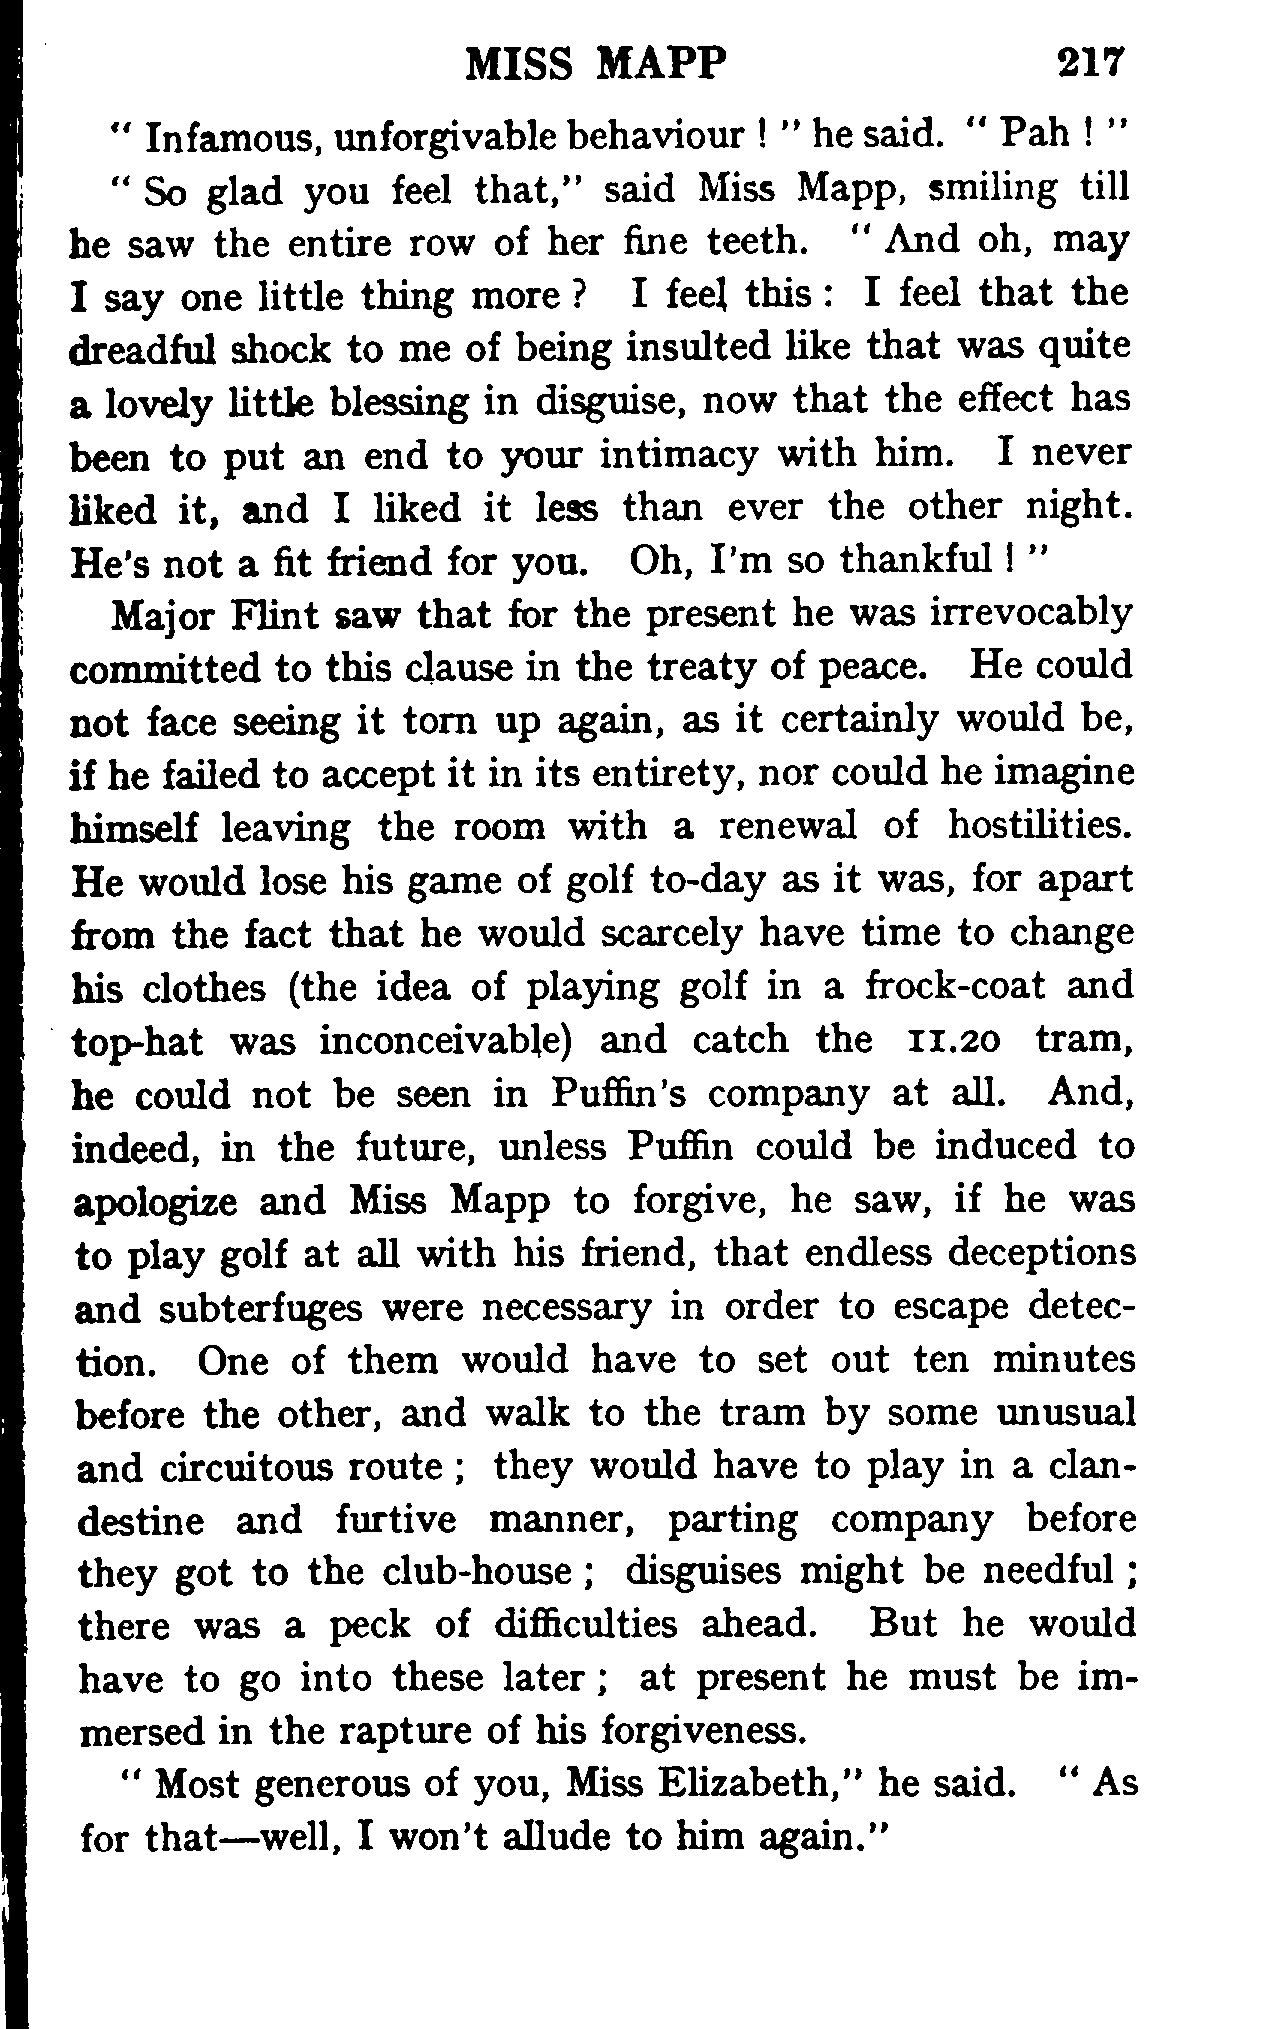 MISS MAPP 217
" Infamous, unforgivable behaviour ! " he said. " Pah ! "
" So glad you feel that," said Miss Mapp, smiling till
he saw the entire row of her fine teeth. " And oh, may
I say one little thing more ? I feel this : I feel that the
dreadful shock to me of being insulted like that was quite
a lovely little blessing in disguise, now that the effect has
been to put an end to your intimacy with him. I never
liked it, and I liked it less than ever the other night.
He's not a fit friend for you. Oh, I'm so thankful ! "
Major Flint saw that for the present he was irrevocably
committed to this clause in the treaty of peace. He could
not face seeing it torn up again, as it certainly would be,
if he failed to accept it in its entirety, nor could he imagine
himself leaving the room with a renewal of hostilities.
He would lose his game of golf to-day as it was, for apart
from the fact that he would scarcely have time to change
his clothes (the idea of playing golf in a frock-coat and
top-hat was inconceivable) and catch the 11.20 tram,
he could not be seen in Puffin's company at all. And,
indeed, in the future, unless Puffin could be induced to
apologize and Miss Mapp to forgive, he saw, if he was
to play golf at all with his friend, that endless deceptions
and subterfuges were necessary in order to escape detec-
tion. One of them would have to set out ten minutes
before the other, and walk to the tram by some unusual
and circuitous route ; they would have to play in a clan-
destine and furtive manner, parting company before
they got to the club-house ; disguises might be needful ;
there was a peck of difficulties ahead. But he would
have to go into these later ; at present he must be im-
mersed in the rapture of his forgiveness.
" Most generous of you, Miss Elizabeth," he said. " As
for that—well, I won't allude to him again."